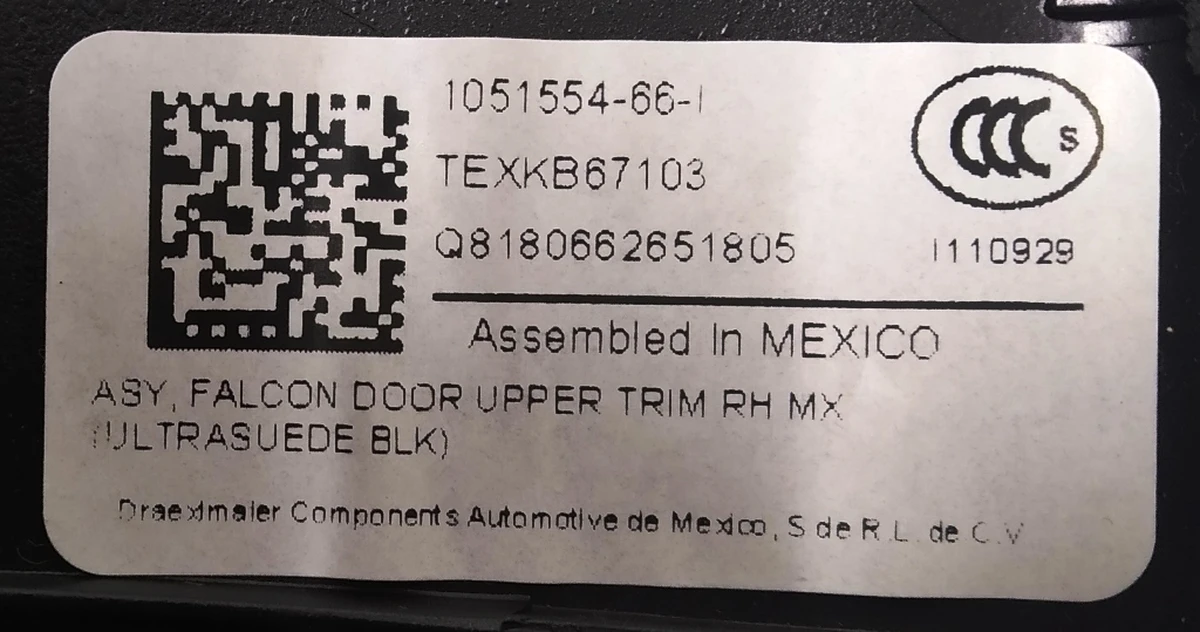 1051554-66-I
TEXKB67103
Q8180662651805
CCC S
I110929
Assembled In MEXICO
ASY, FALCON DOOR UPPER TRIM RH MX
(ULTRASUEDE BLK)
Draexlmaier Components Automotive de Mexico, S de R.L. de C.V